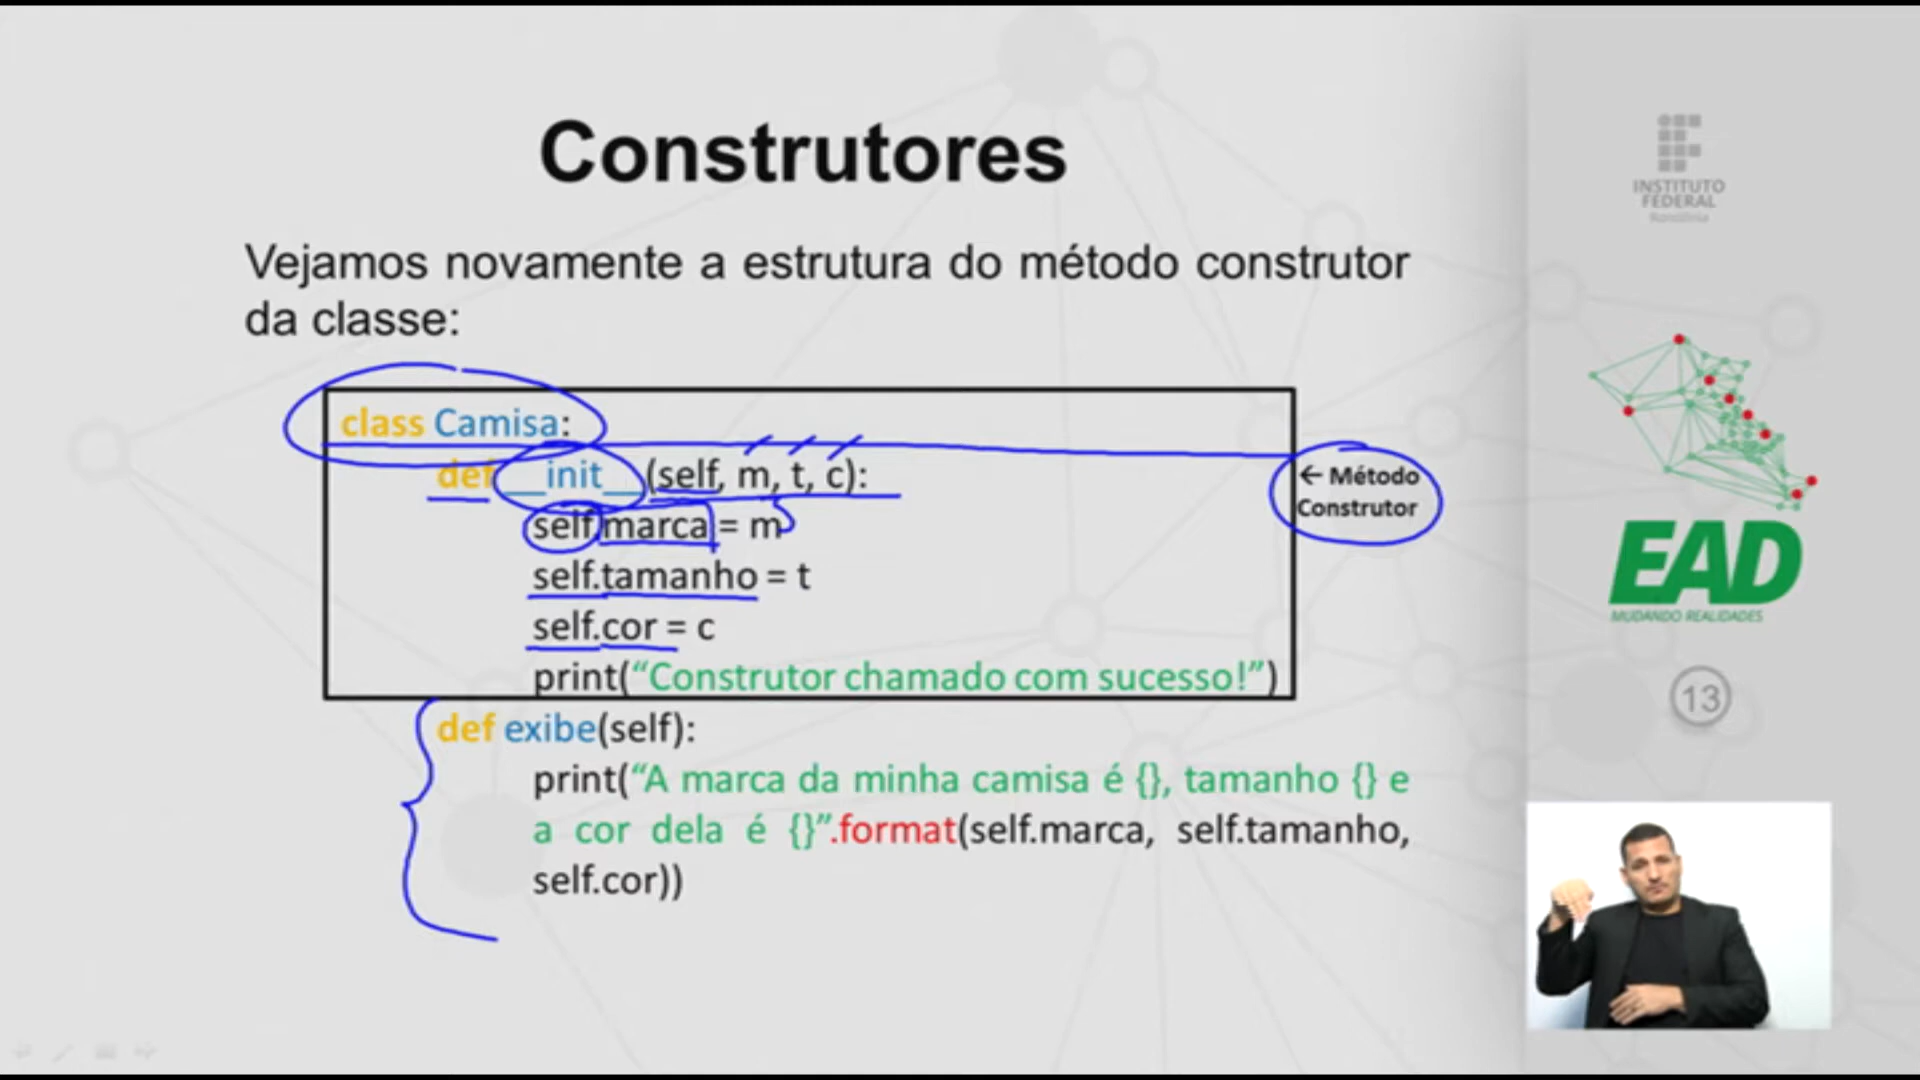 Construtores
Vejamos novamente a estrutura do método construtor
da classe:
class Camisa:
def __init__(self, m, t, c):
self.marca = m
self.tamanho = t
self.cor = c
print(“Construtor chamado com sucesso!”)
← Método
Construtor
def exibe(self):
print(“A marca da minha camisa é {}, tamanho {} e
a cor dela é {}”.format(self.marca, self.tamanho,
self.cor))
INSTITUTO
FEDERAL
Rondônia
EAD
MUDANDO REALIDADES
13